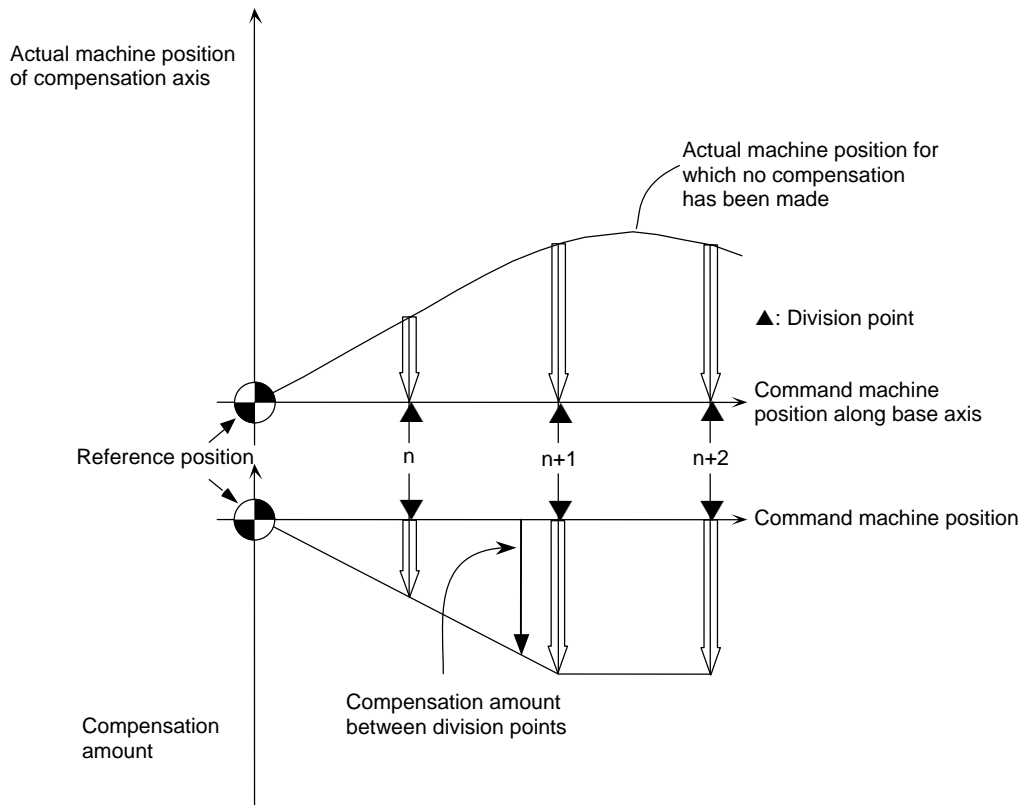 Actual machine position
of compensation axis
Actual machine position for
which no compensation
has been made
▲: Division point
Command machine
position along base axis
Reference position
n
n+1
n+2
Command machine position
Compensation amount
between division points
Compensation
amount